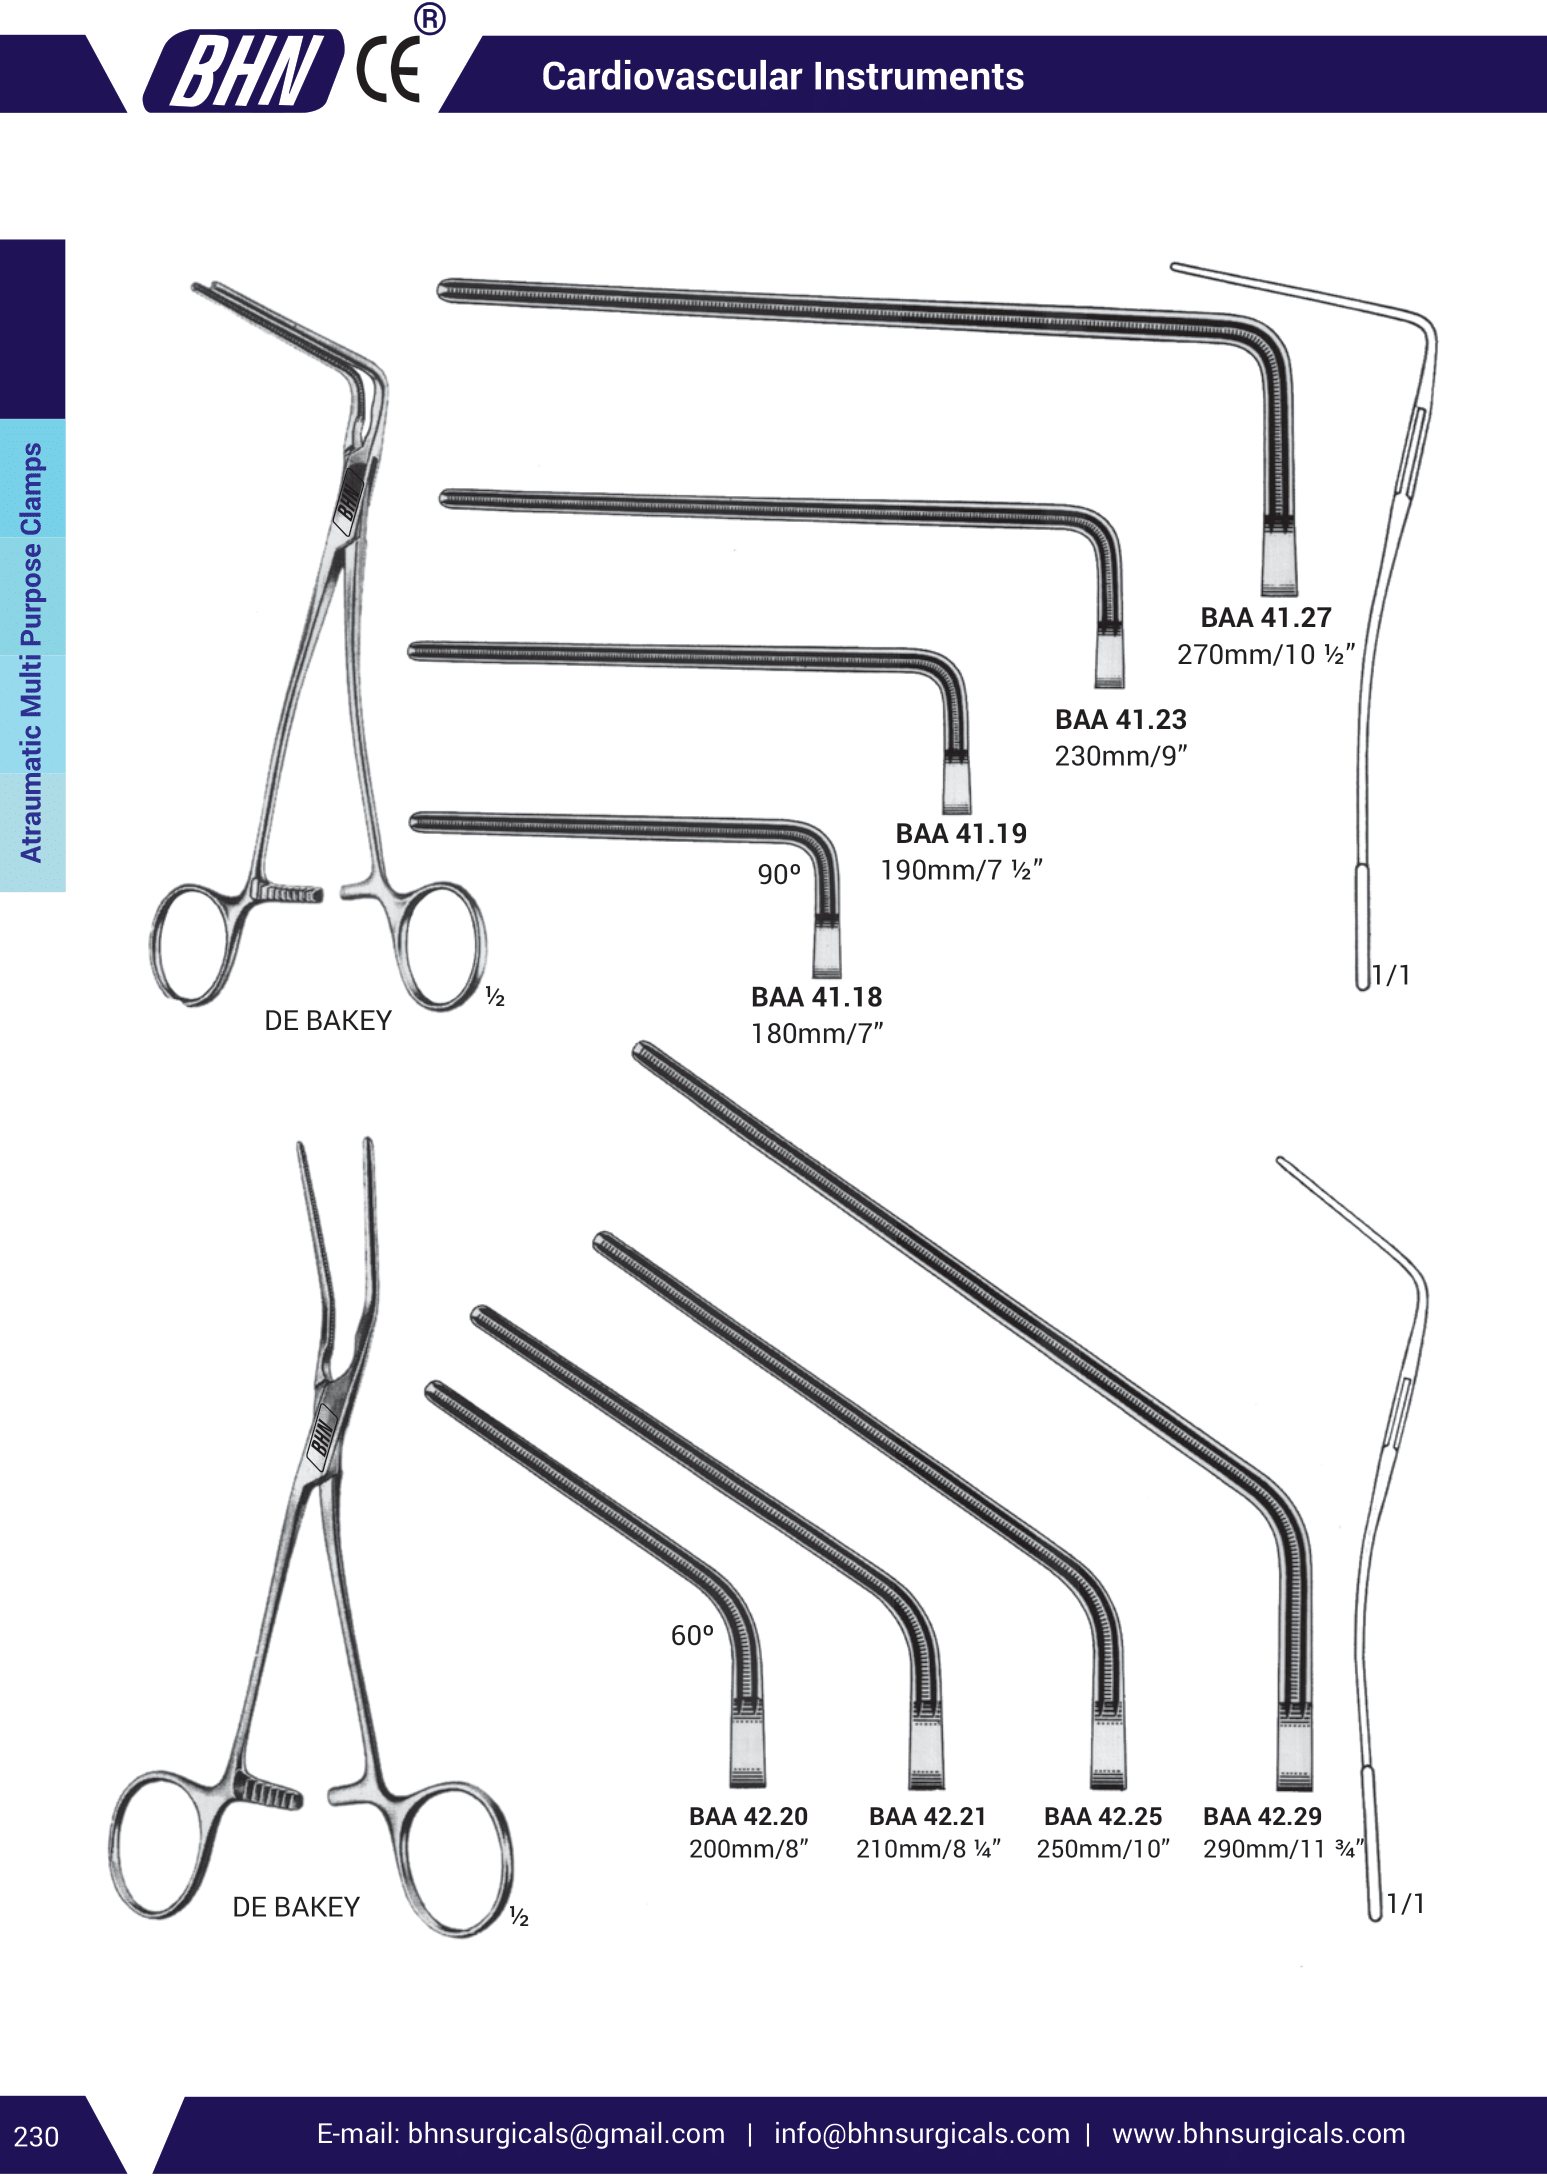 BHN CE ®
Cardiovascular Instruments
Atraumatic Multi Purpose Clamps
BHN
BAA 41.27
270mm/10 ½”
BAA 41.23
230mm/9”
BAA 41.19
190mm/7 ½”
90º
BAA 41.18
180mm/7”
½
DE BAKEY
1/1
BHN
60º
BAA 42.20
200mm/8”
BAA 42.21
210mm/8 ¼”
BAA 42.25
250mm/10”
BAA 42.29
290mm/11 ¾”
DE BAKEY
½
1/1
230
E-mail: bhnsurgicals@gmail.com | info@bhnsurgicals.com | www.bhnsurgicals.com